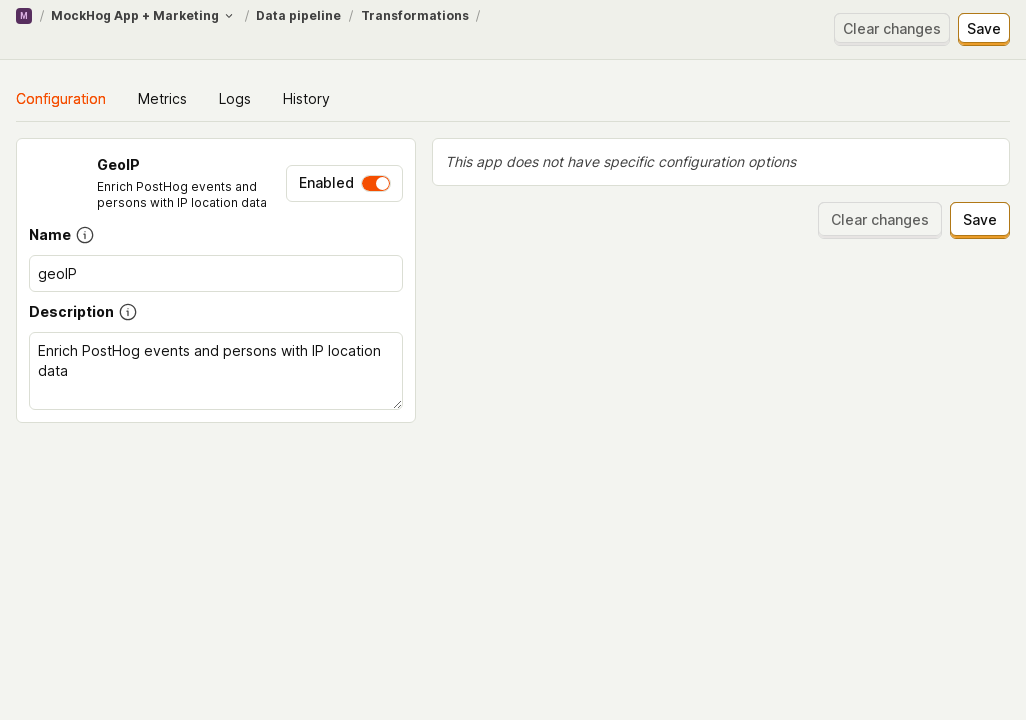 M / MockHog App + Marketing / Data pipeline / Transformations /
Clear changes Save
Configuration Metrics Logs History
GeoIP
Enrich PostHog events and
persons with IP location data
Enabled
Name
geoIP
Description
Enrich PostHog events and persons with IP location
data
This app does not have specific configuration options
Clear changes Save